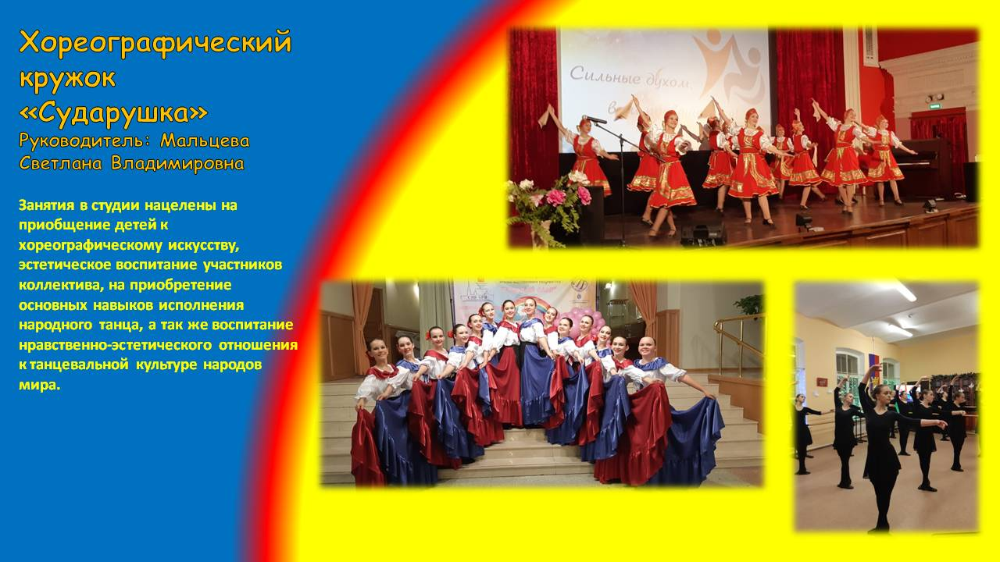 Хореографический
кружок
«Сударушка»
Руководитель: Мальцева
Светлана Владимировна
Занятия в студии нацелены на
приобщение детей к
хореографическому искусству,
эстетическое воспитание участников
коллектива, на приобретение
основных навыков исполнения
народного танца, а так же воспитание
нравственно-эстетического отношения
к танцевальной культуре народов
мира.
Сильные духом,